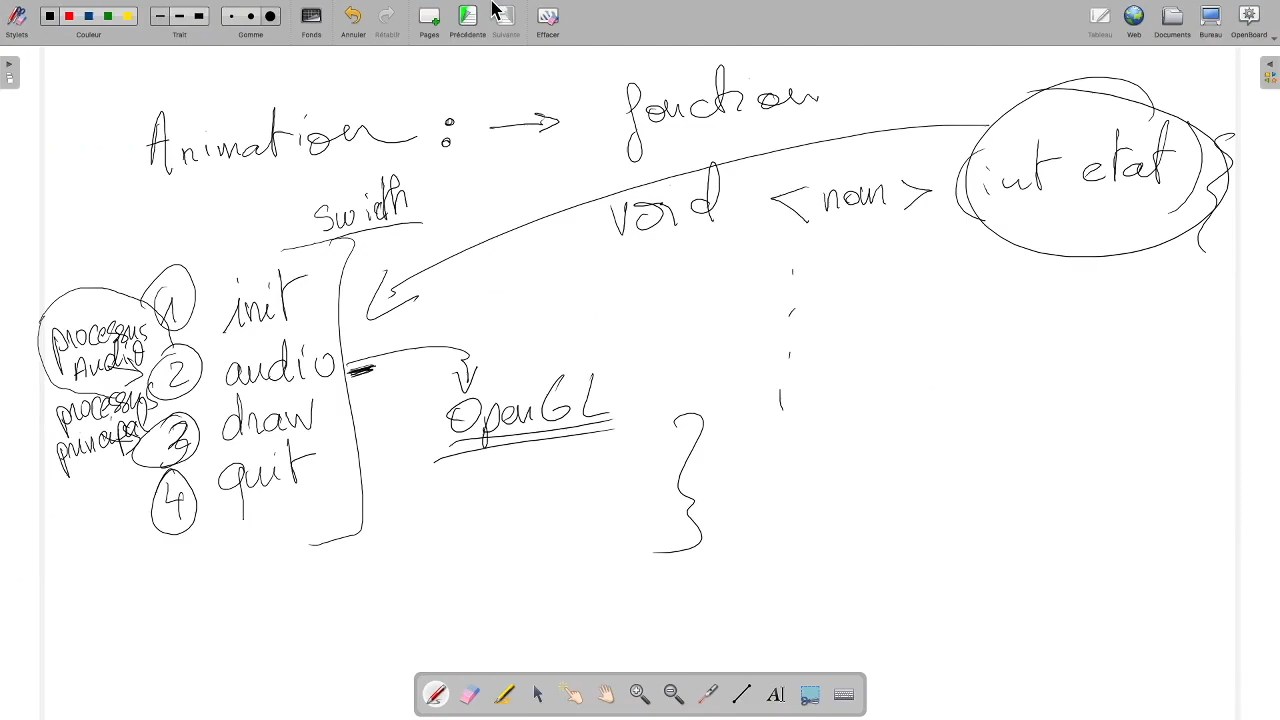 Stylets Couleur Trait Gomme Fonds Annuler Rétablir Pages Précédente Suivante Effacer Tableau Web Documents Bureau OpenBoard
Animation : → fonction
void <nom> int etat {
switch
1 init
processus
Audio
2 audio
OpenGL
processus
principal
3 draw
4 quit
}